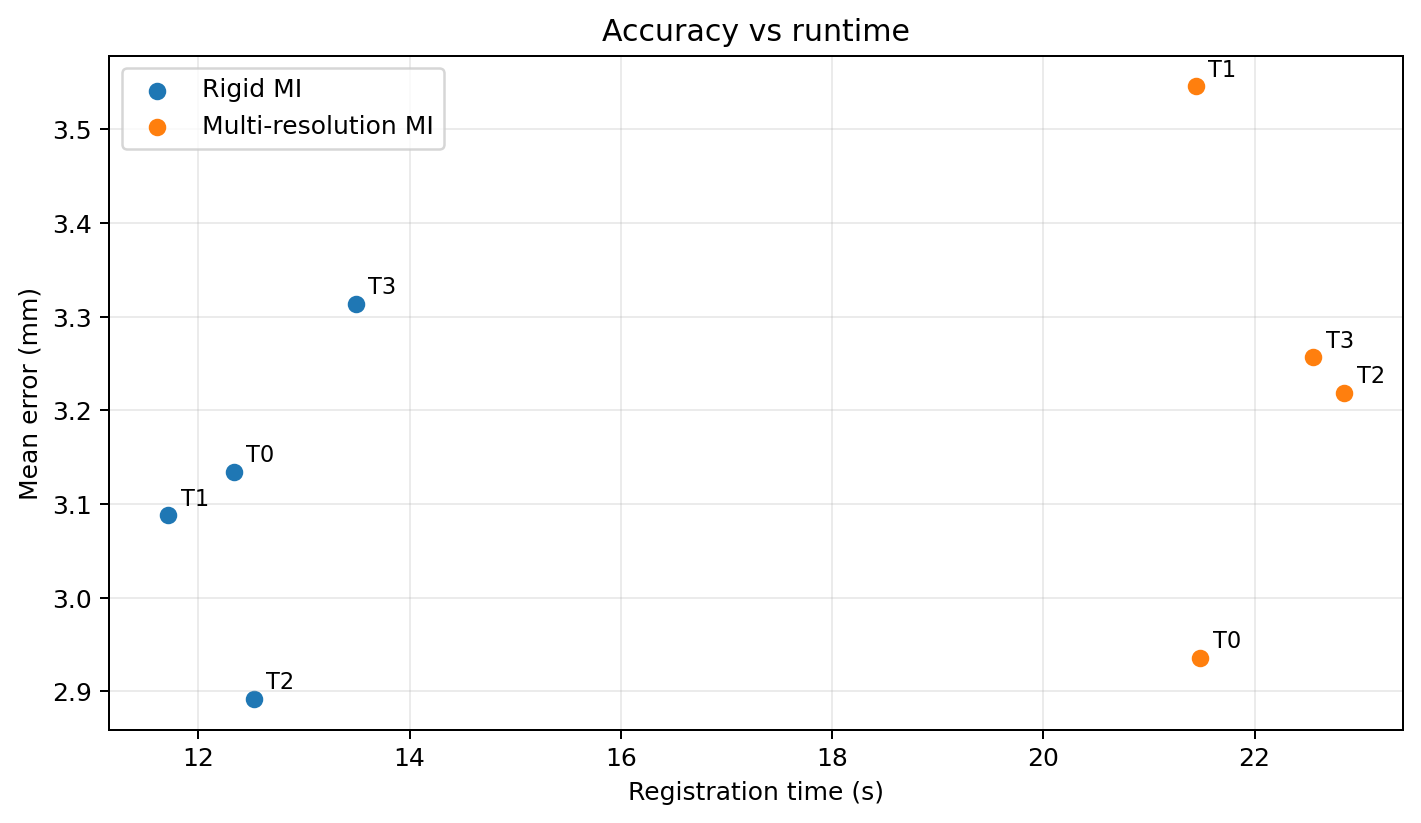 Accuracy vs runtime
Rigid MI
Multi-resolution MI
T1
3.5
3.4
T3
3.3
T3
T2
3.2
T0
T1
3.1
3.0
T0
T2
2.9
Mean error (mm)
12 14 16 18 20 22
Registration time (s)